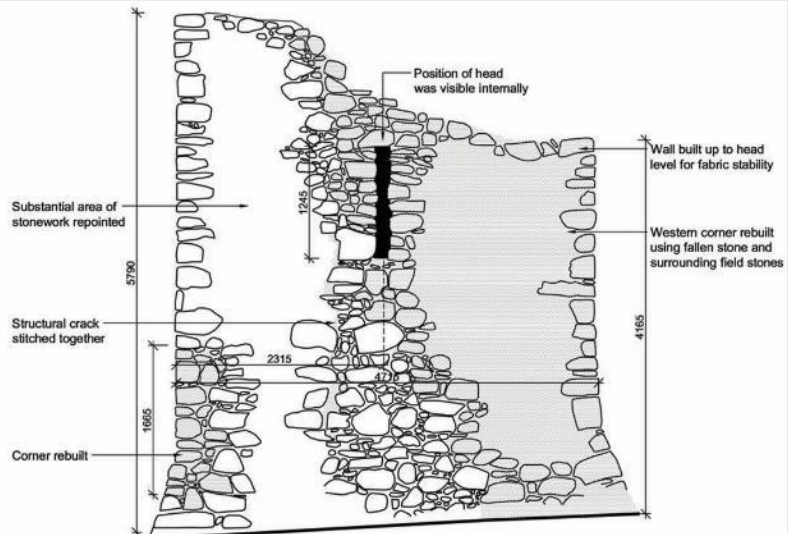 Position of head
was visible internally
Wall built up to head
level for fabric stability
Substantial area of
stonework repointed
1245
Western corner rebuilt
using fallen stone and
surrounding field stones
5790
4165
Structural crack
stitched together
2315
4715
1665
Corner rebuilt